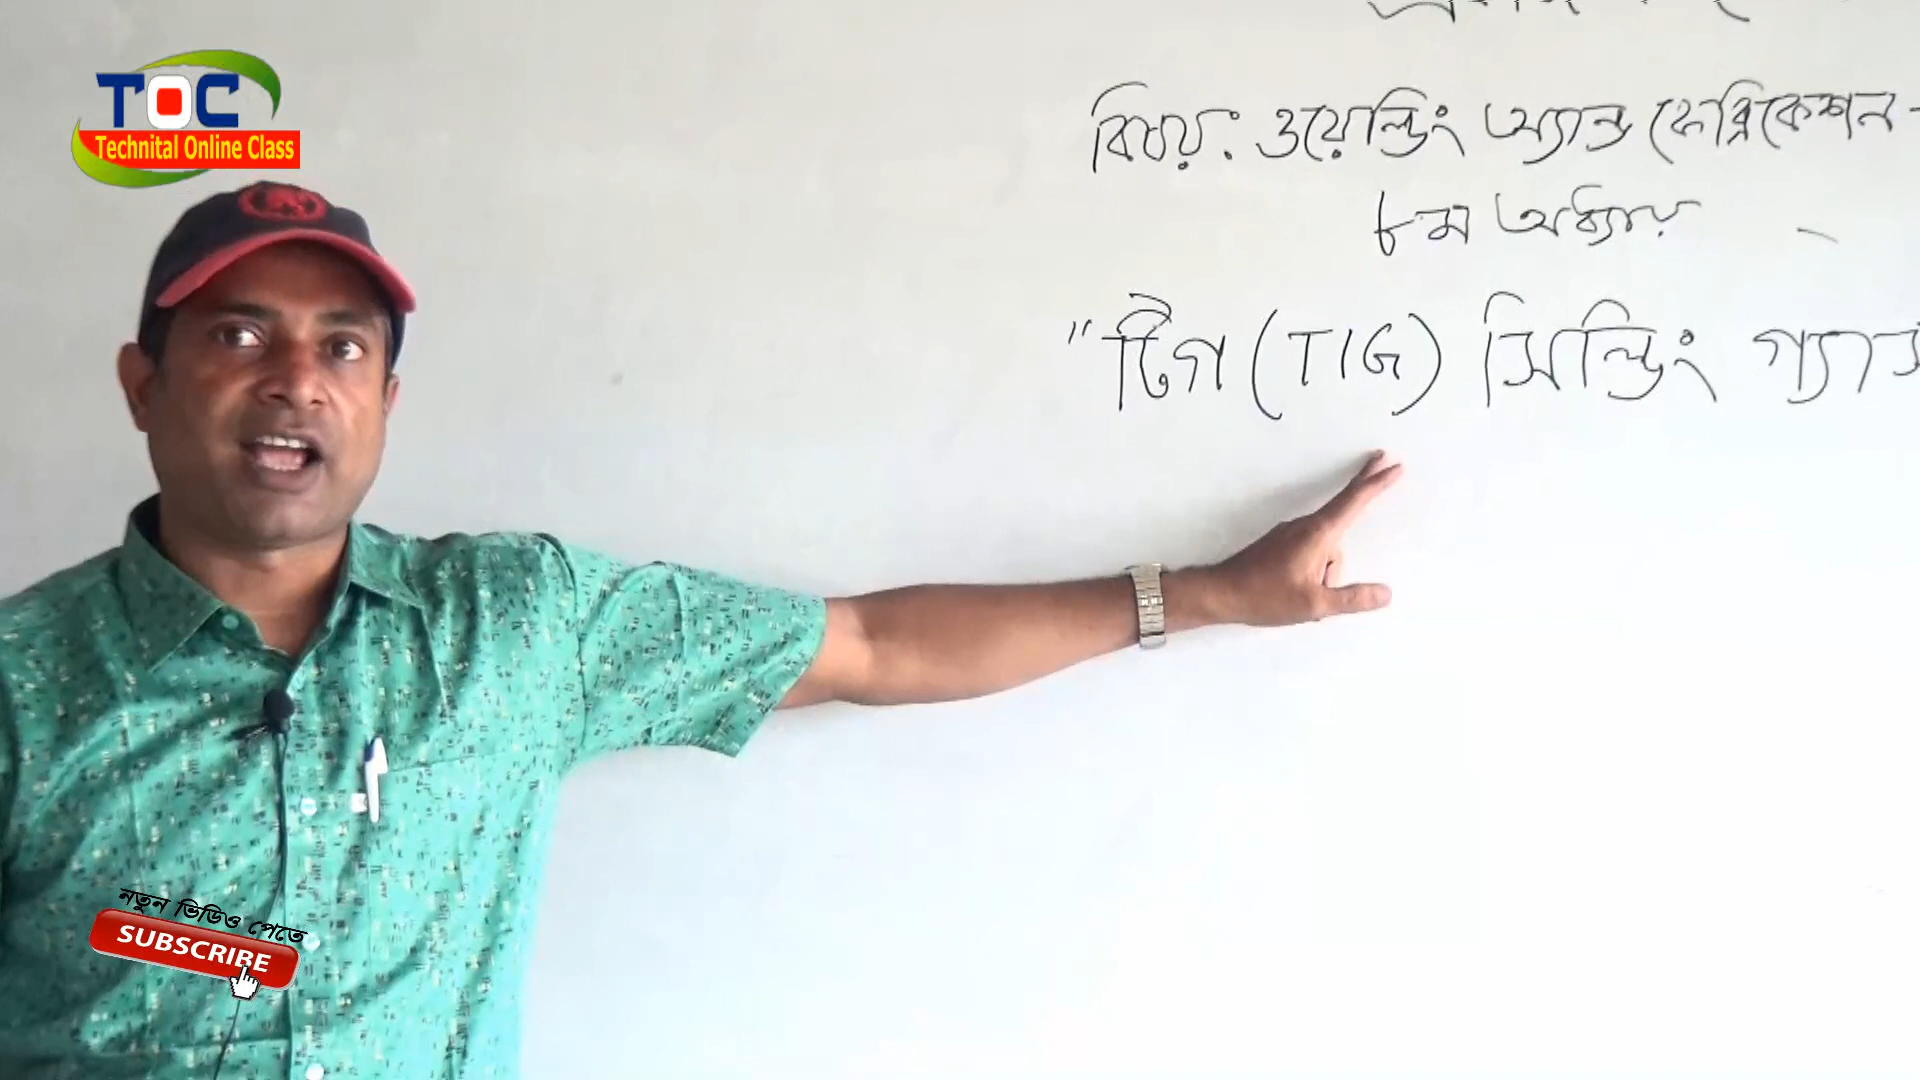 TOC
Technital Online Class
বিষয়: ওয়েল্ডিং অ্যান্ড ফেব্রিকেশন-
৮ম অধ্যায়
"টিগ (TIG) সিল্ডিং গ্যাস
নতুন ভিডিও পেতে
SUBSCRIBE